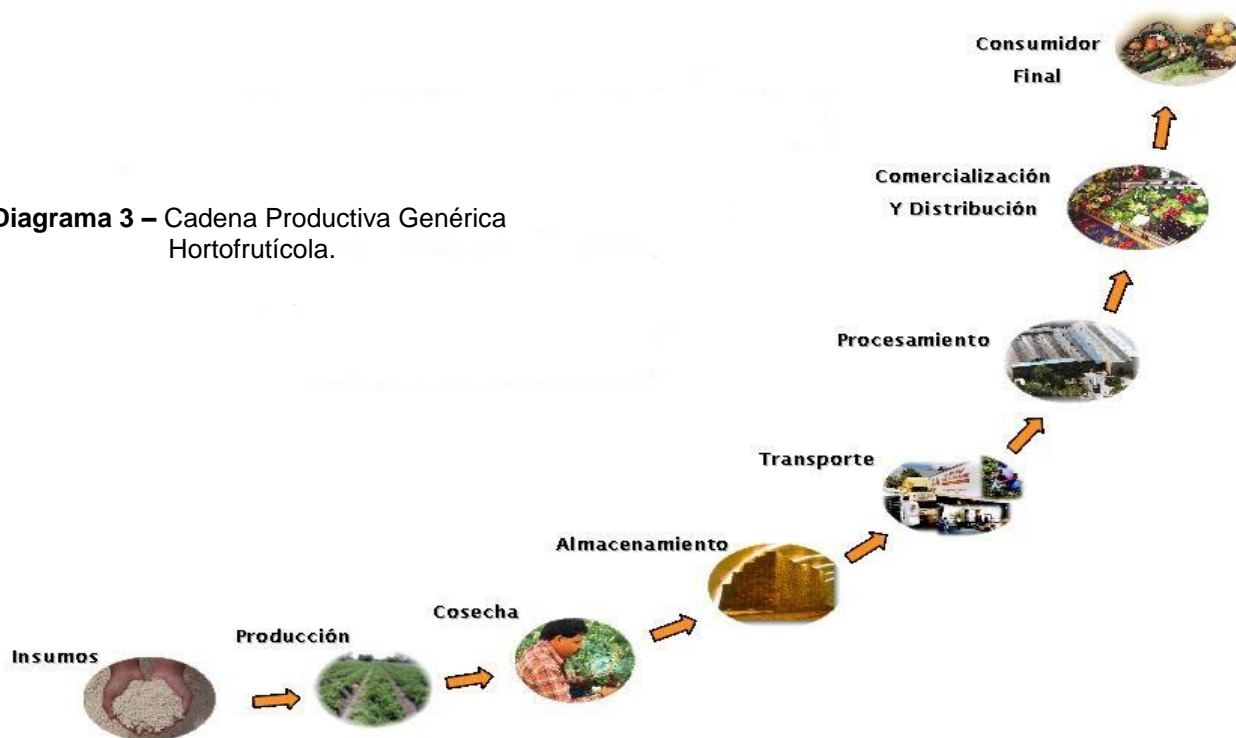 Consumidor
Final
Comercialización
Y Distribución
Diagrama 3 – Cadena Productiva Genérica
Hortofrutícola.
Procesamiento
Transporte
Almacenamiento
Cosecha
Producción
Insumos